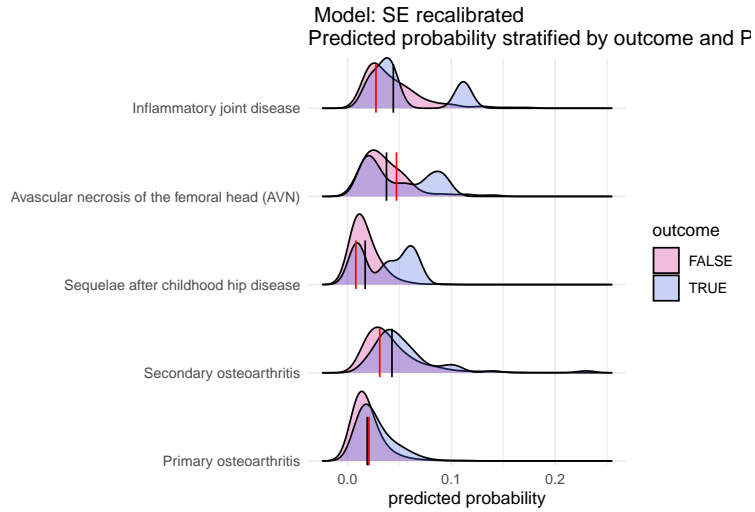 Model: SE recalibrated
Predicted probability stratified by outcome and P
Inflammatory joint disease
Avascular necrosis of the femoral head (AVN)
Sequelae after childhood hip disease
Secondary osteoarthritis
Primary osteoarthritis
0.0 0.1 0.2
predicted probability
outcome
FALSE
TRUE